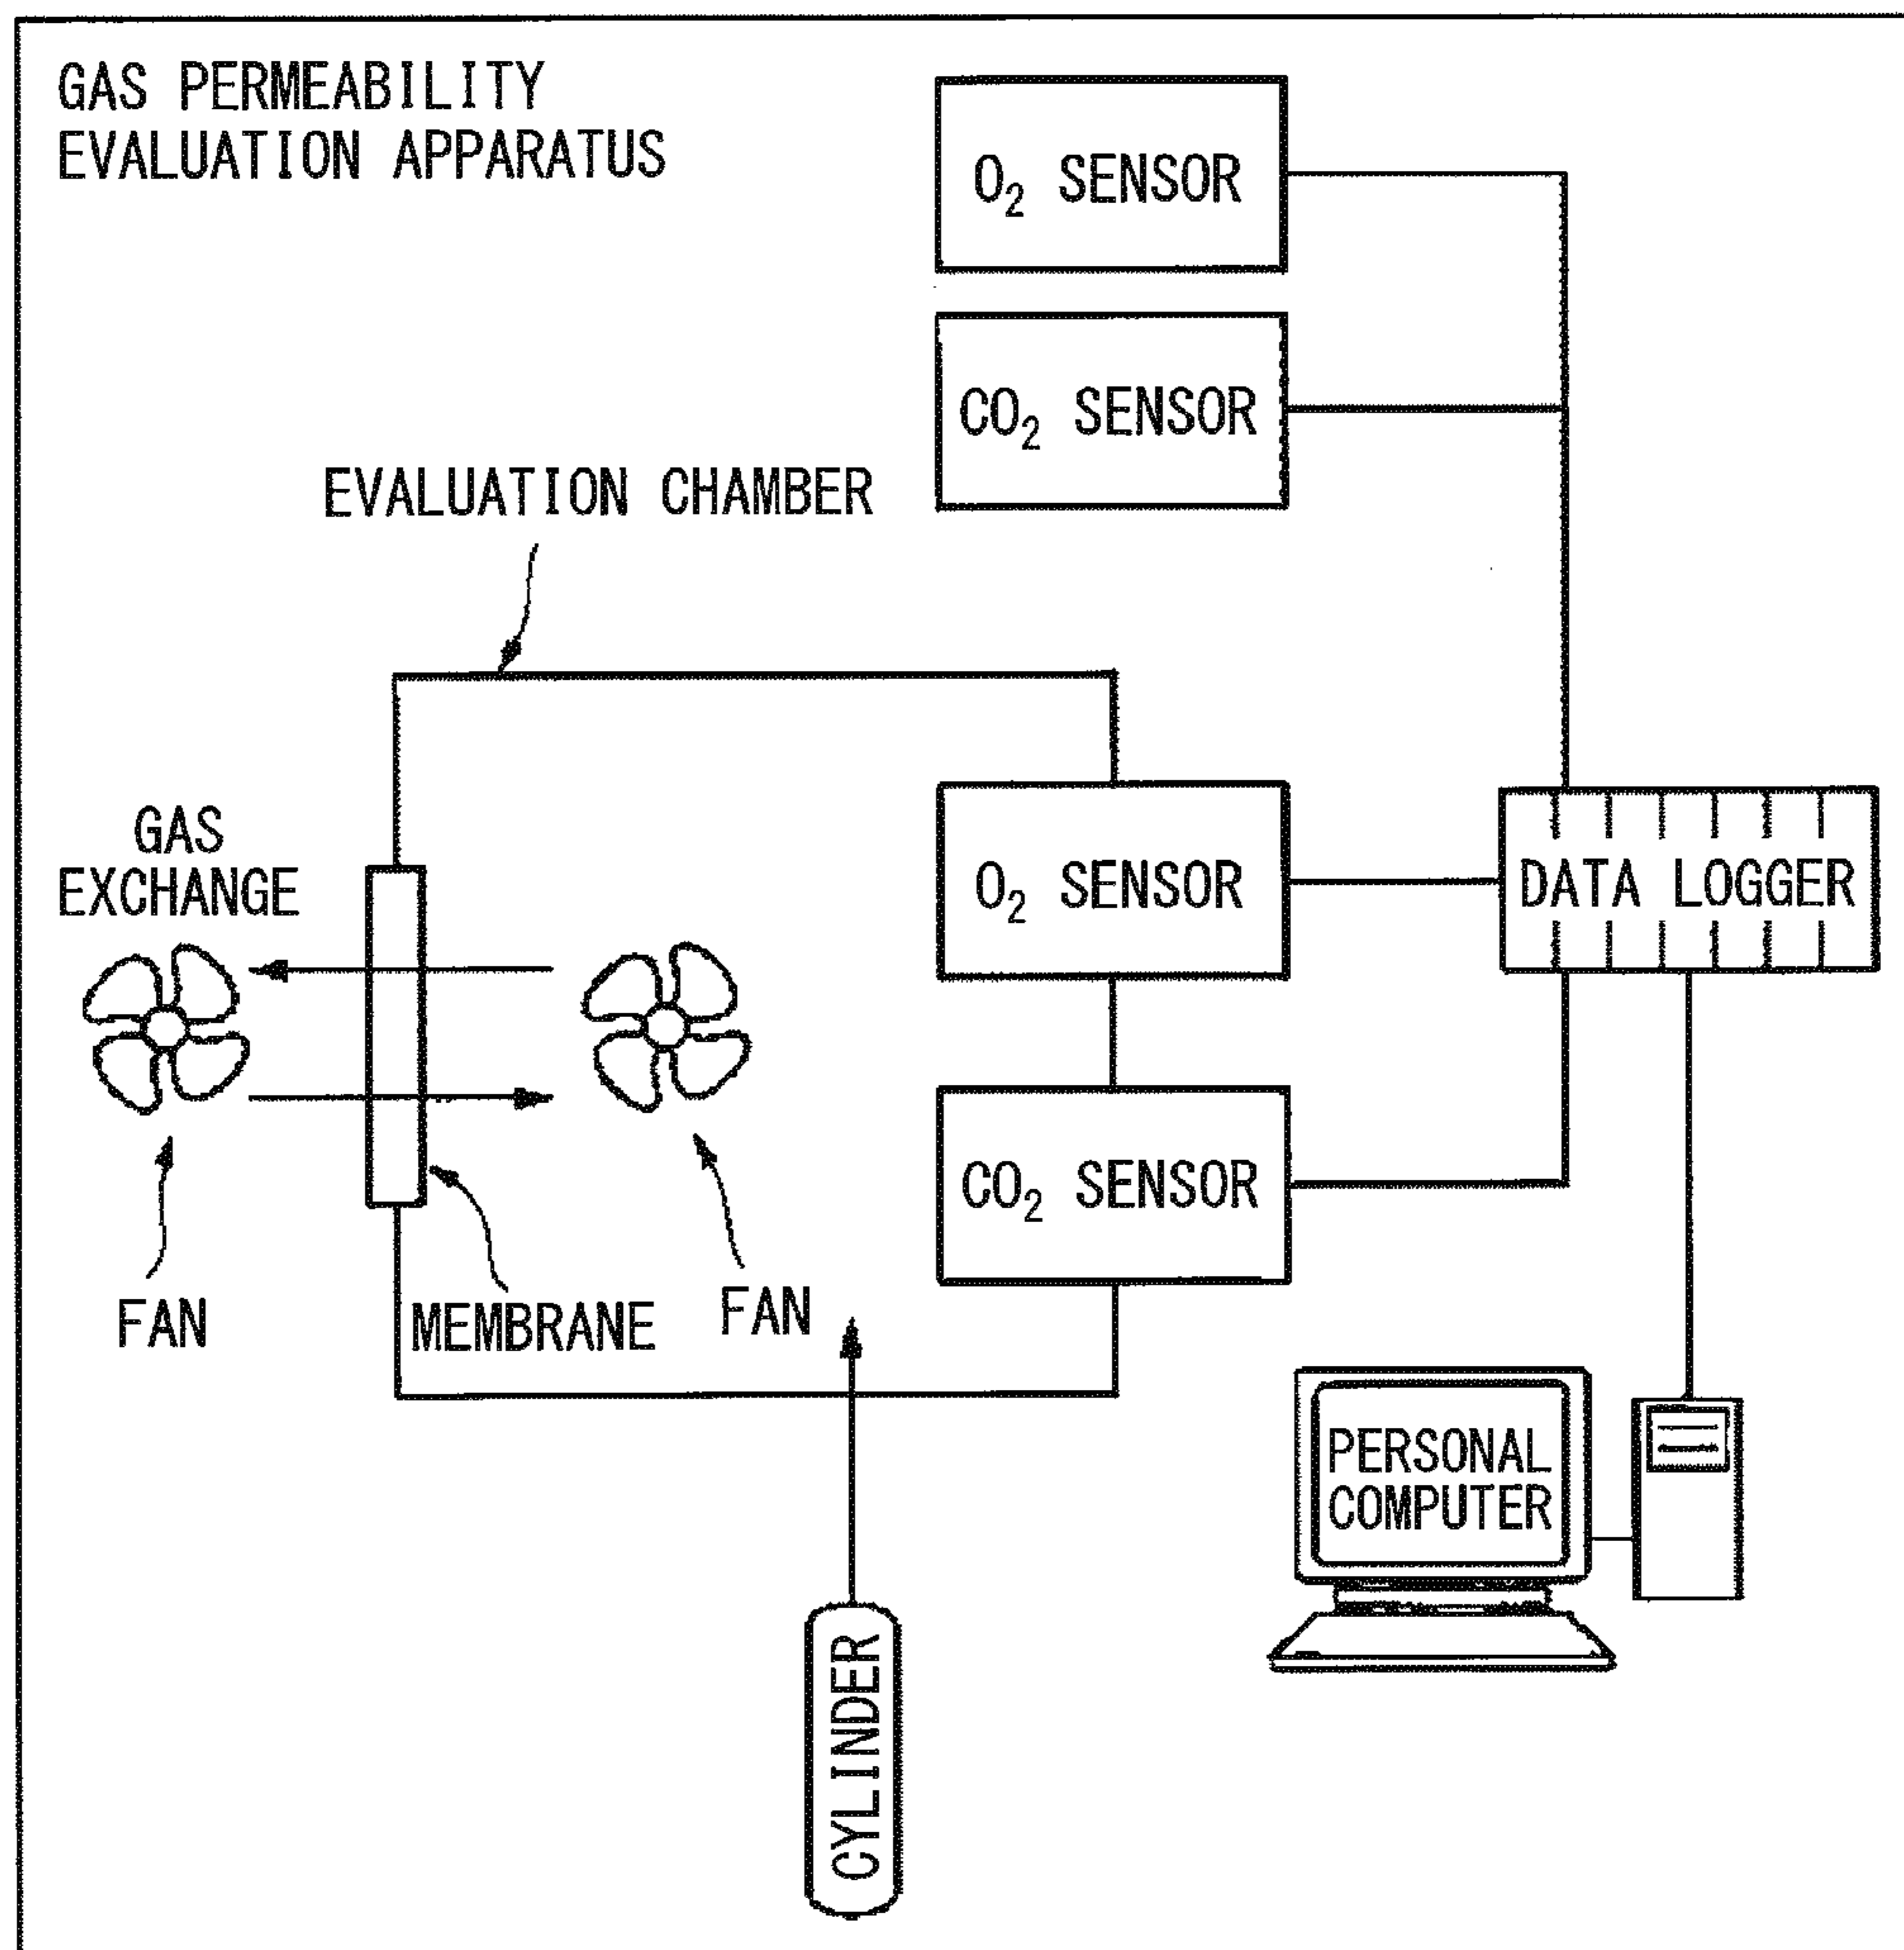 GAS PERMEABILITY
EVALUATION APPARATUS
O₂ SENSOR
CO₂ SENSOR
EVALUATION CHAMBER
GAS
EXCHANGE
O₂ SENSOR
DATA LOGGER
CO₂ SENSOR
FAN
MEMBRANE
FAN
PERSONAL
COMPUTER
CYLINDER